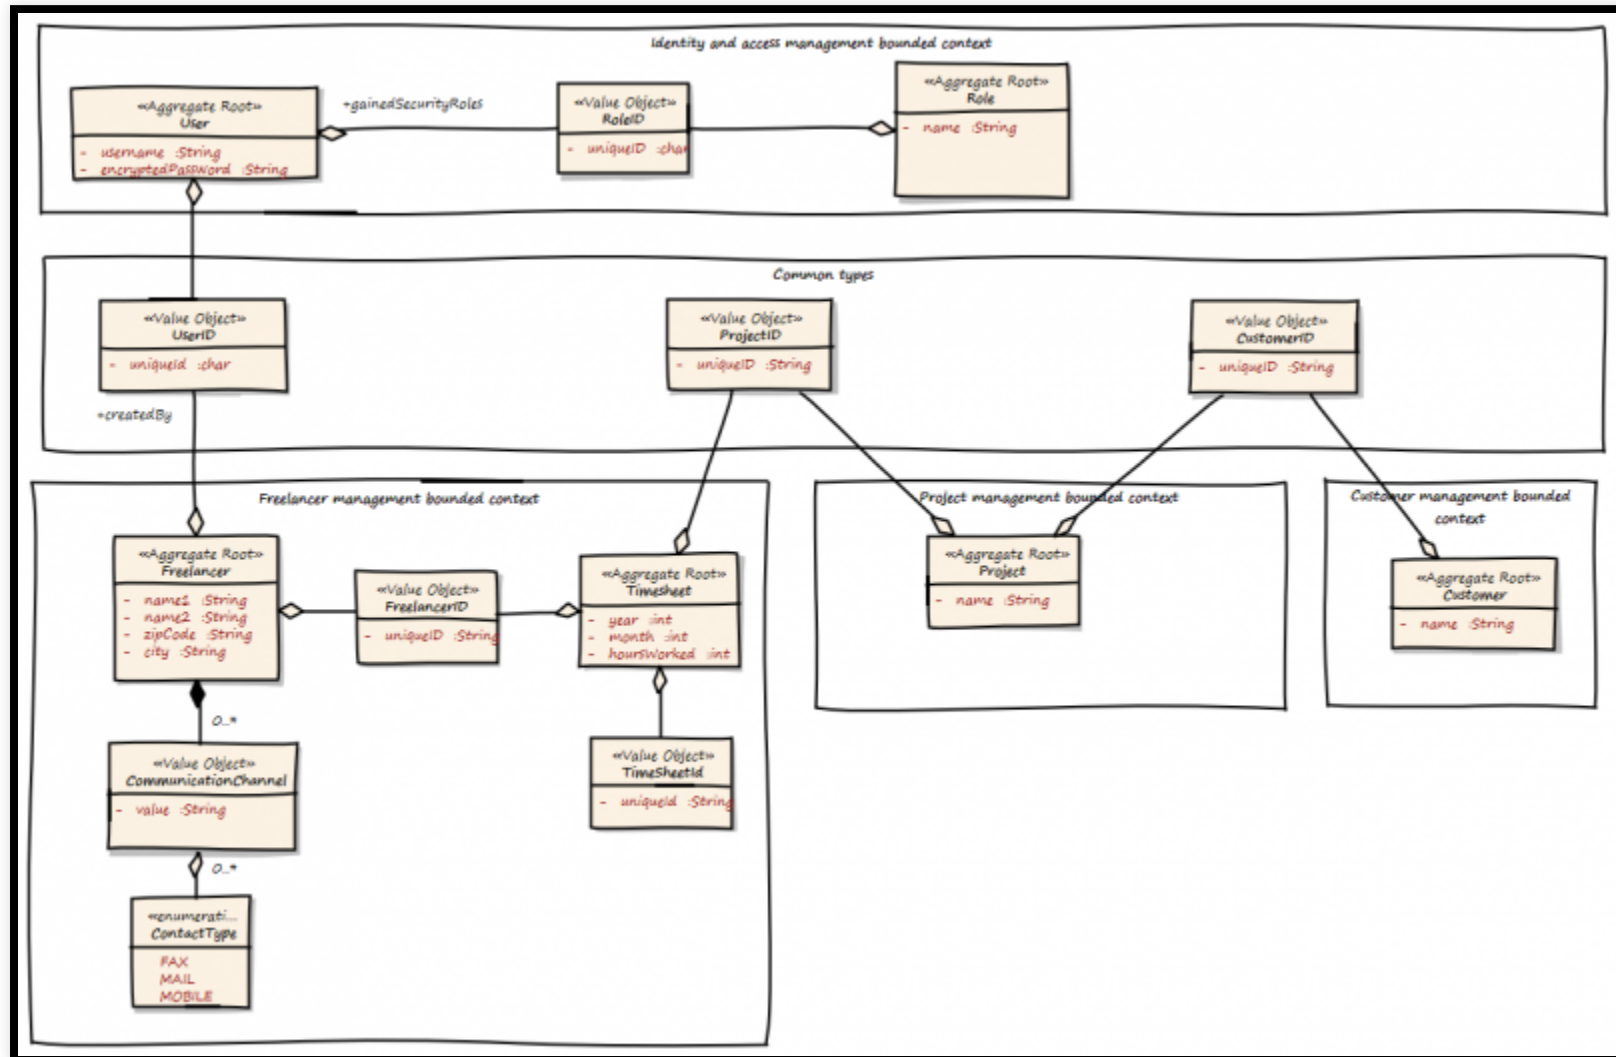 Identity and access management bounded context
«Aggregate Root»
User
- username :String
- encryptedPassword :String
+gainedSecurityRoles
«Value Object»
RoleID
- uniqueID :char
«Aggregate Root»
Role
- name :String
Common types
«Value Object»
UserID
- uniqueId :char
+createdBy
«Value Object»
ProjectID
- uniqueID :String
«Value Object»
CustomerID
- uniqueID :String
Freelancer management bounded context
«Aggregate Root»
Freelancer
- name1 :String
- name2 :String
- zipCode :String
- city :String
«Value Object»
FreelancerID
- uniqueID :String
«Aggregate Root»
Timesheet
- year :int
- month :int
- hoursWorked :int
0..*
«Value Object»
CommunicationChannel
- value :String
0..*
«enumerati...
ContactType
FAX
MAIL
MOBILE
«Value Object»
TimeSheetId
- uniqueId :String
Project management bounded context
«Aggregate Root»
Project
- name :String
Customer management bounded
context
«Aggregate Root»
Customer
- name :String